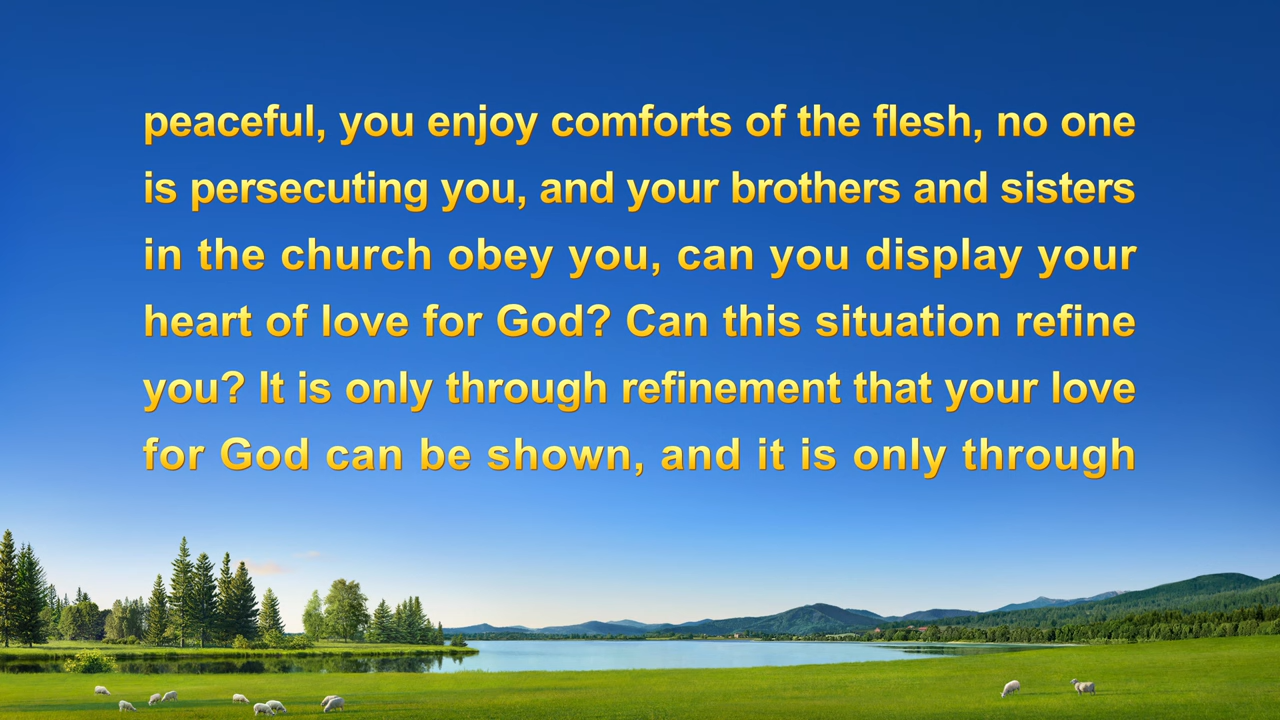 peaceful, you enjoy comforts of the flesh, no one
is persecuting you, and your brothers and sisters
in the church obey you, can you display your
heart of love for God? Can this situation refine
you? It is only through refinement that your love
for God can be shown, and it is only through